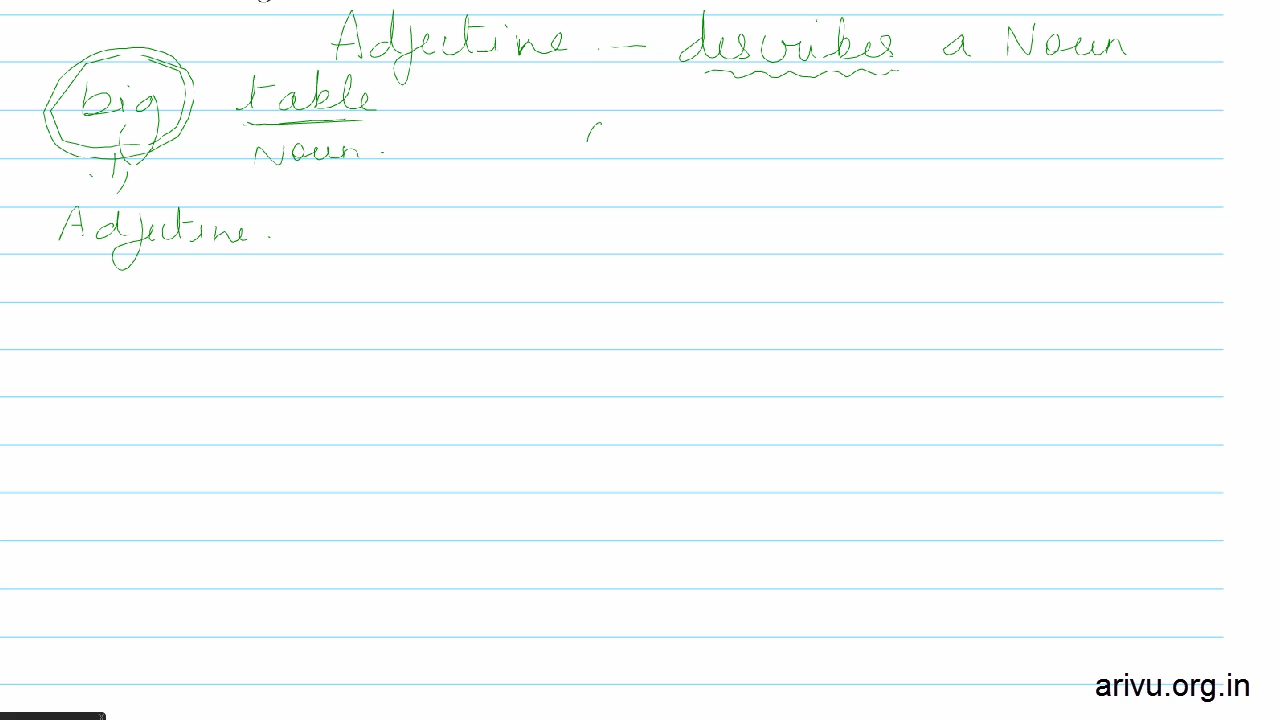 Adjective - describes a Noun
big table
Noun.
Adjective.
arivu.org.in